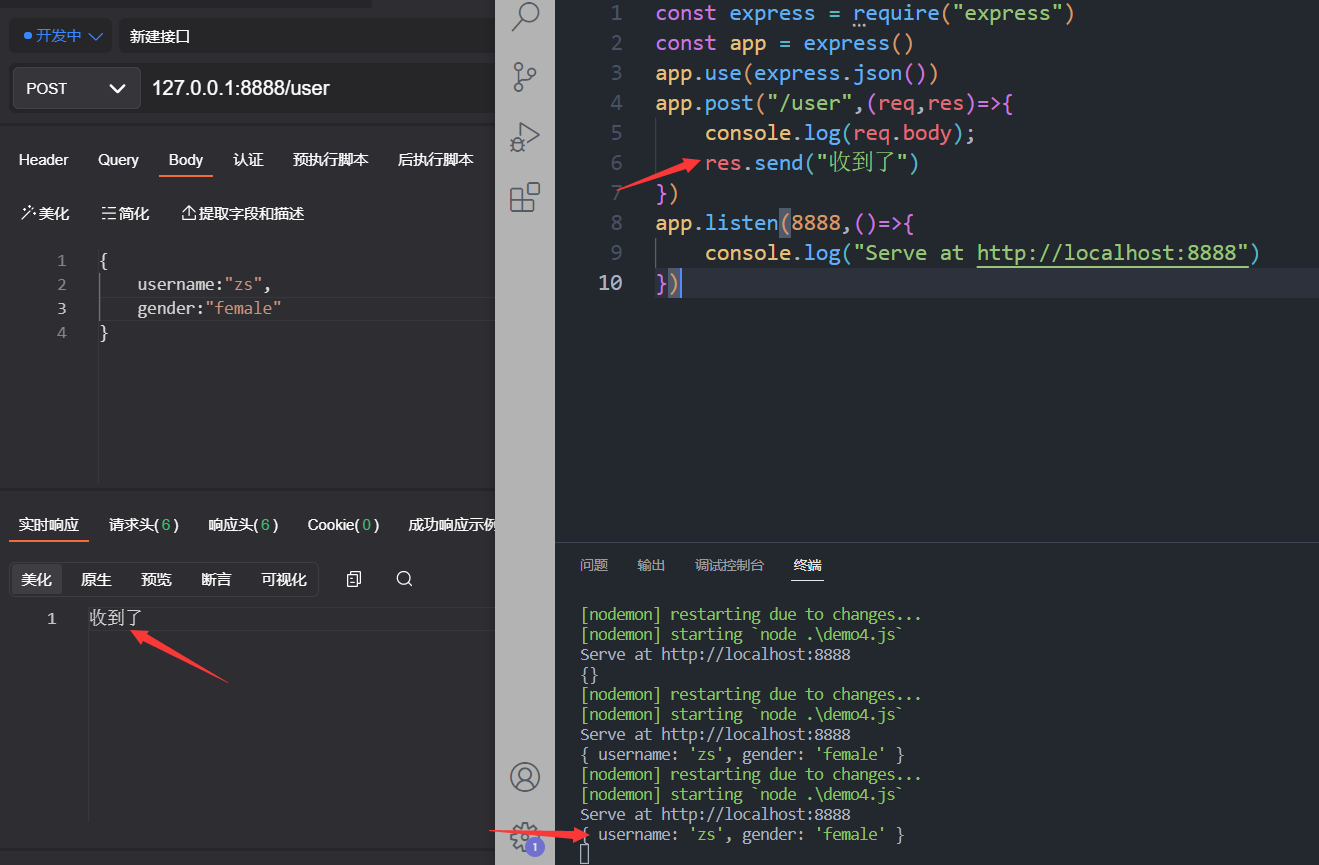 开发中 新建接口
POST 127.0.0.1:8888/user
Header Query Body 认证 预执行脚本 后执行脚本
美化 简化 提取字段和描述
1 {
2 username:"zs",
3 gender:"female"
4 }
实时响应 请求头(6) 响应头(6) Cookie(0) 成功响应示例
美化 原生 预览 断言 可视化
1 收到了
1 const express = require("express")
2 const app = express()
3 app.use(express.json())
4 app.post("/user",(req,res)=>{
5 console.log(req.body);
6 res.send("收到了")
7 })
8 app.listen(8888,()=>{
9 console.log("Serve at http://localhost:8888")
10 })
问题 输出 调试控制台 终端
[nodemon] restarting due to changes...
[nodemon] starting `node .\demo4.js`
Serve at http://localhost:8888
{}
[nodemon] restarting due to changes...
[nodemon] starting `node .\demo4.js`
Serve at http://localhost:8888
{ username: 'zs', gender: 'female' }
[nodemon] restarting due to changes...
[nodemon] starting `node .\demo4.js`
Serve at http://localhost:8888
{ username: 'zs', gender: 'female' }
1